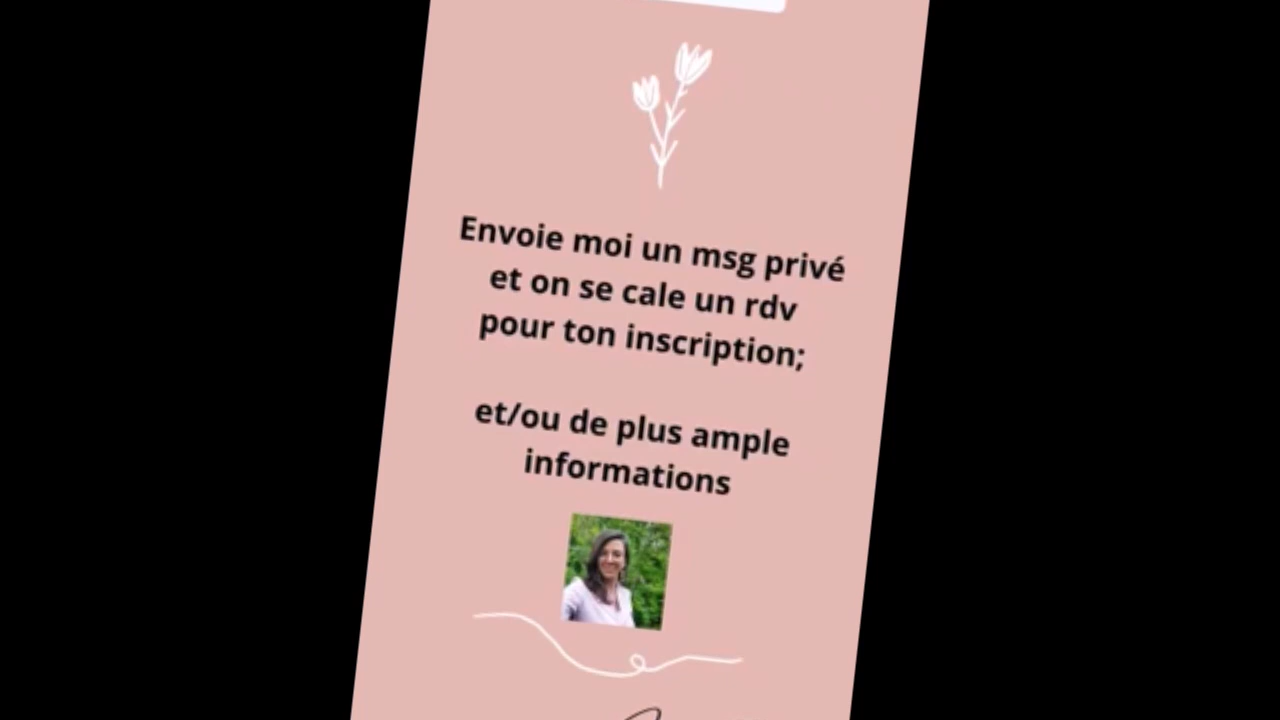 Envoie moi un msg privé
et on se cale un rdv
pour ton inscription;
et/ou de plus ample
informations